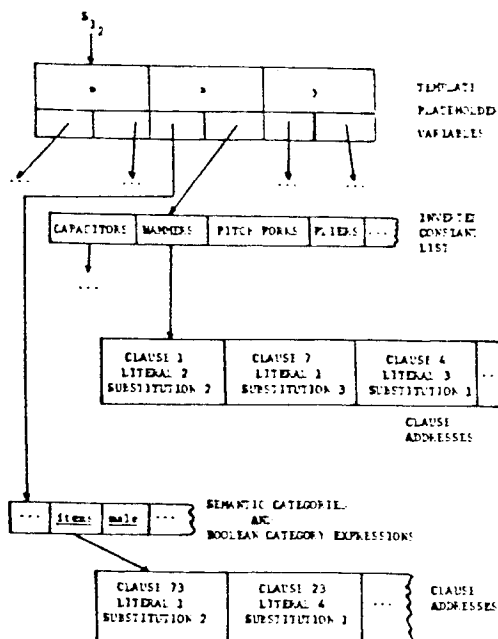 TEMPLATE
PLACEHOLDER
VARIABLES
... ... ... ...
CAPACITORS HAMMERS PITCH FORKS PLIERS ...
INVERTED
CONSTANT
LIST
...
CLAUSE 1 CLAUSE 7 CLAUSE 4
LITERAL 2 LITERAL 1 LITERAL 3 ...
SUBSTITUTION 2 SUBSTITUTION 3 SUBSTITUTION 1
CLAUSE
ADDRESSES
... items male ...
SEMANTIC CATEGORIES
AND
BOOLEAN CATEGORY EXPRESSIONS
CLAUSE 73 CLAUSE 23
LITERAL 1 LITERAL 4 ...
SUBSTITUTION 2 SUBSTITUTION 1
CLAUSE
ADDRESSES